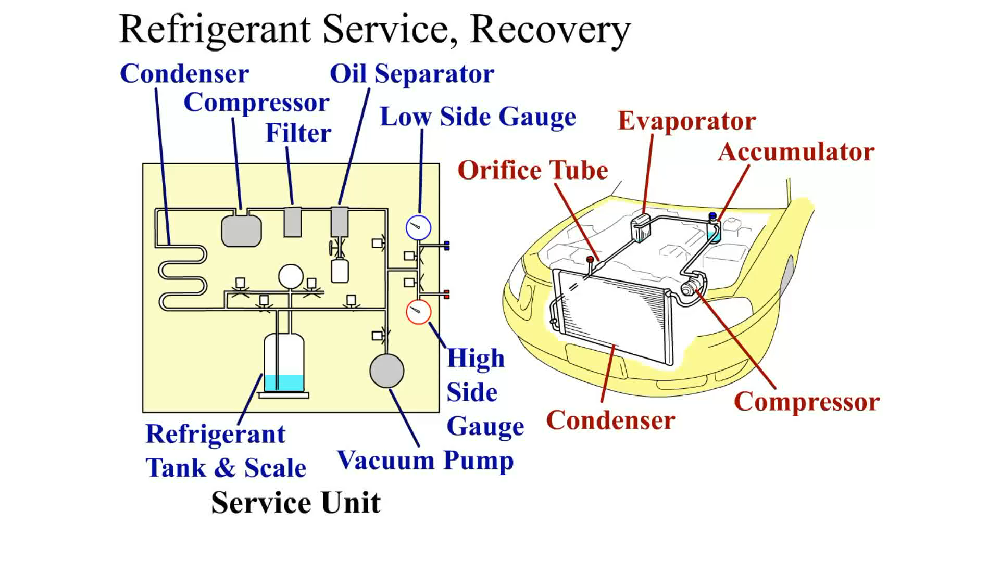 Refrigerant Service, Recovery
Condenser
Oil Separator
Compressor
Low Side Gauge
Filter
Evaporator
Accumulator
Orifice Tube
High
Side
Gauge
Compressor
Condenser
Refrigerant
Tank & Scale
Vacuum Pump
Service Unit